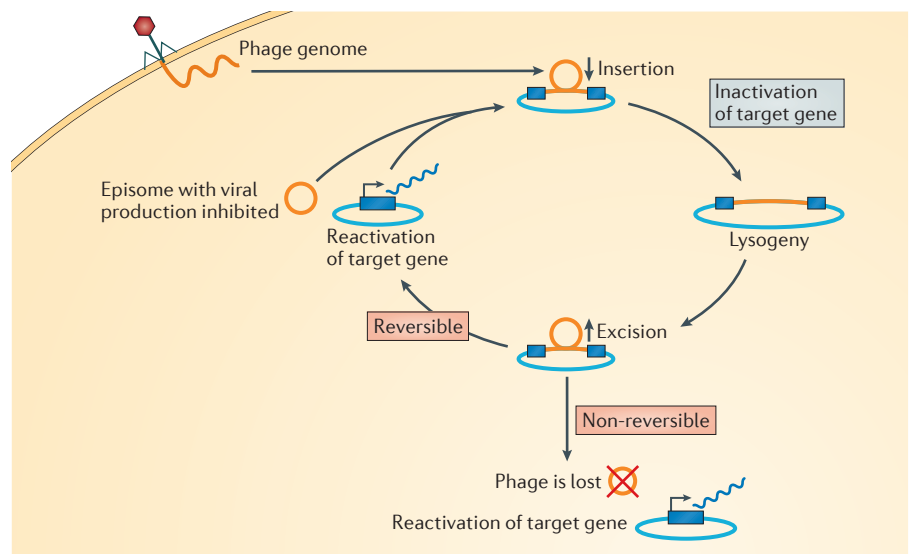 Phage genome
Insertion
Inactivation
of target gene
Episome with viral
production inhibited
Reactivation
of target gene
Lysogeny
Reversible
Excision
Non-reversible
Phage is lost
Reactivation of target gene